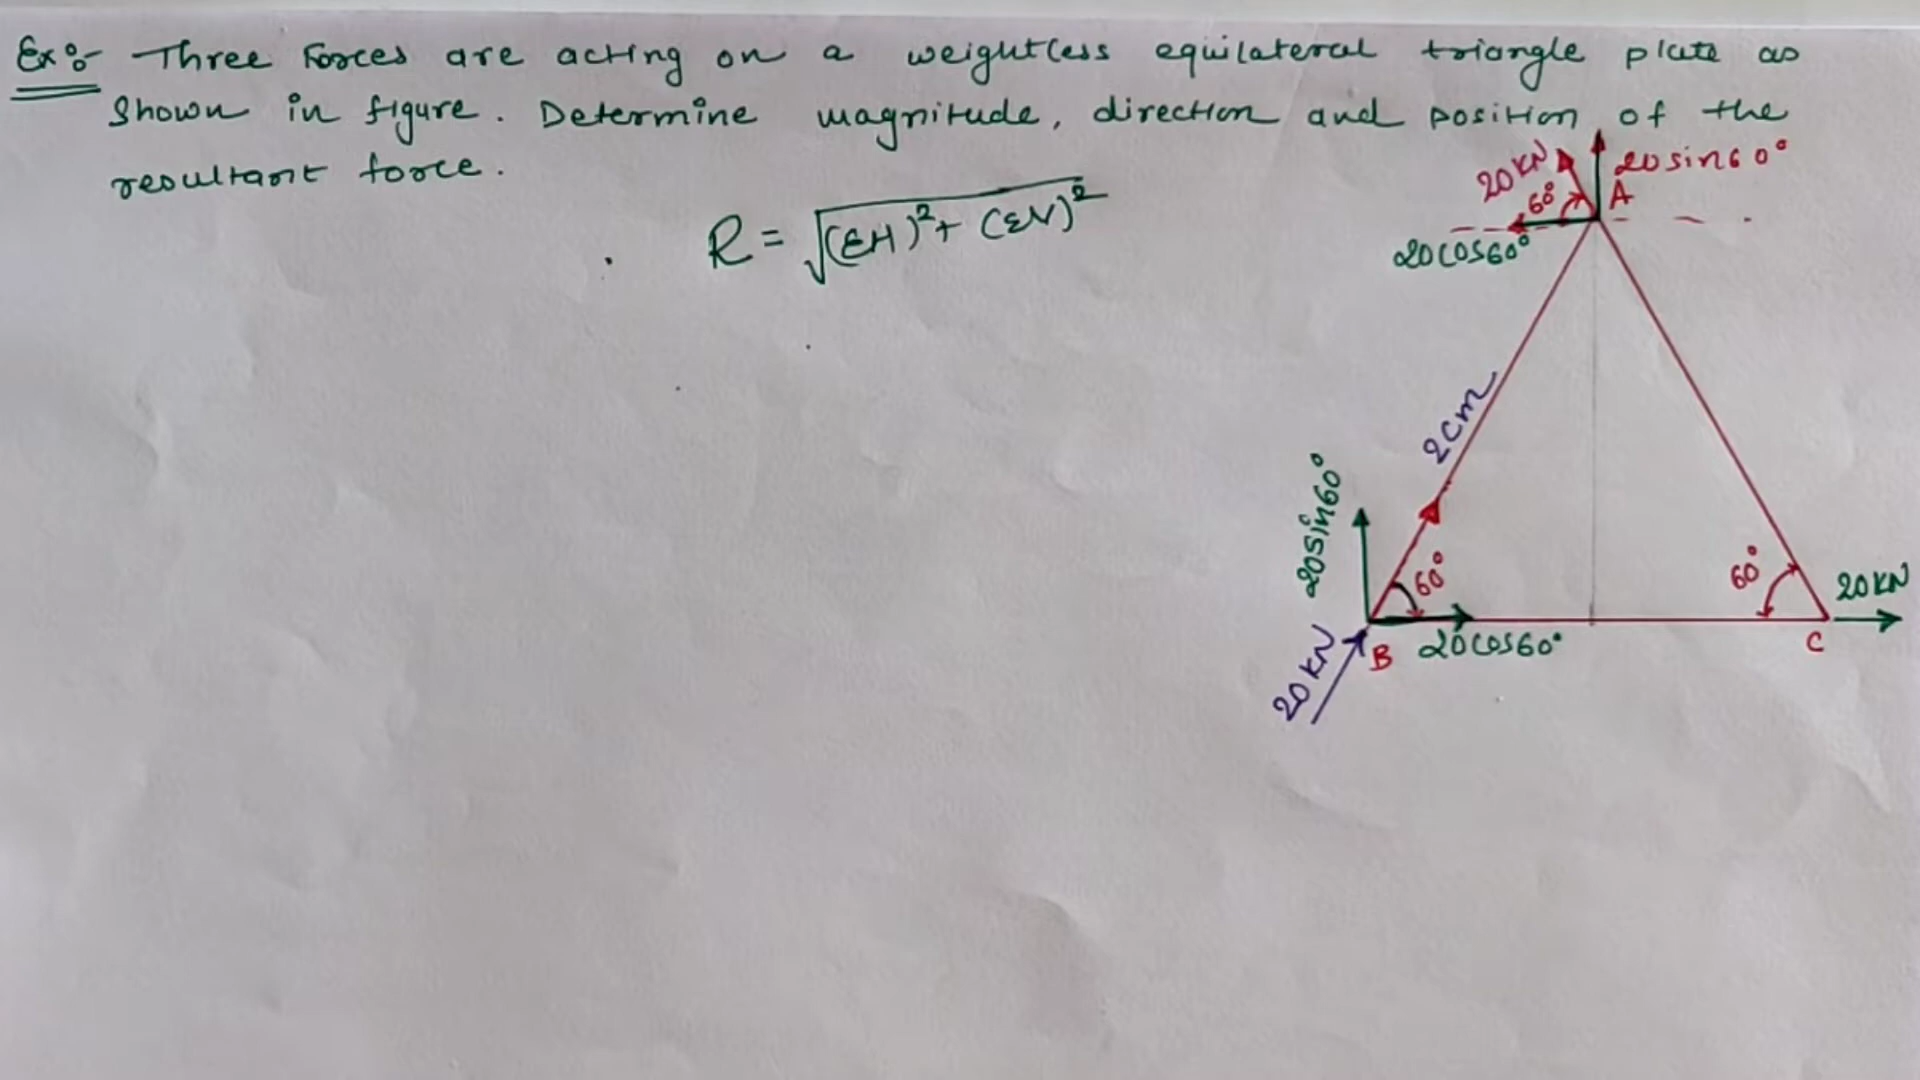 Ex:- Three Forces are acting on a weightless equilateral triangle plate as
Shown in figure. Determine magnitude, direction and position of the
resultant force.
R = √(ΣH)²+ (ΣV)²
20KN
20sin60°
60°
A
20cos60°
2cm
20sin60°
60°
60°
20KN
20KN
B
20cos60°
C